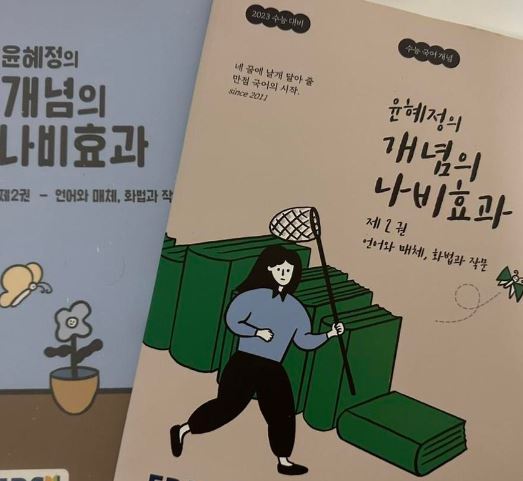 윤혜정의
개념의
나비효과
제2권 - 언어와 매체, 화법과 작
2023 수능 대비
수능 국어 개념
네 꿈에 날개 달아 줄
만점 국어의 시작.
since 2011
윤혜정의
개념의
나비효과
제2권
언어와 매체, 화법과 작문